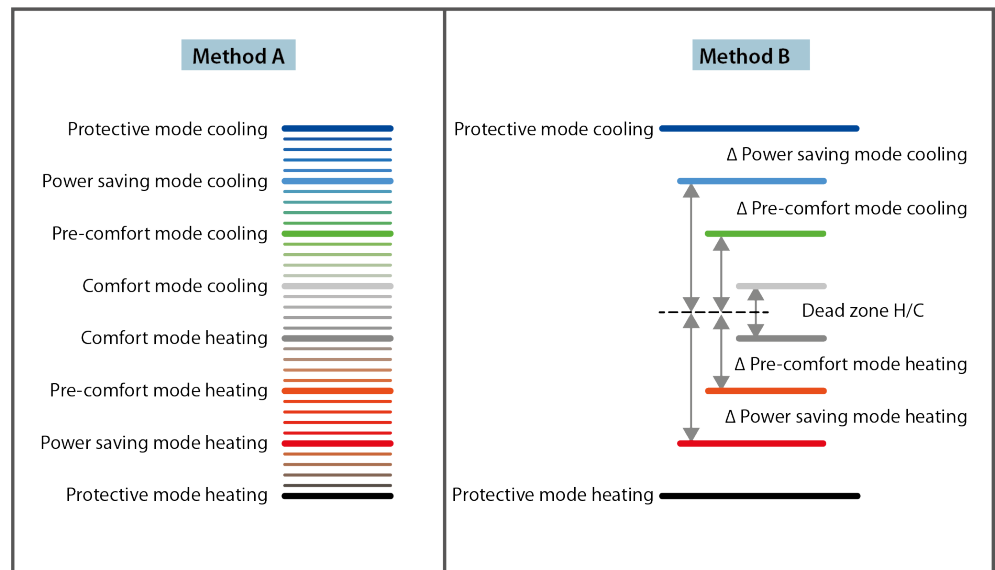 Method A
Protective mode cooling
Power saving mode cooling
Pre-comfort mode cooling
Comfort mode cooling
Comfort mode heating
Pre-comfort mode heating
Power saving mode heating
Protective mode heating
Method B
Protective mode cooling
Δ Power saving mode cooling
Δ Pre-comfort mode cooling
Dead zone H/C
Δ Pre-comfort mode heating
Δ Power saving mode heating
Protective mode heating